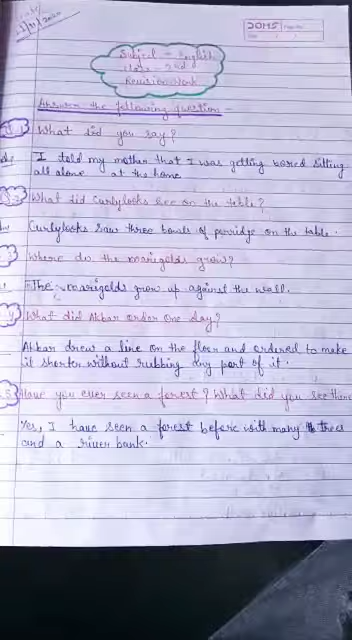 DOMS
Subject - English
Class - 2nd
Revision Work
Answer the following question -
What did you say?
I told my mother that I was getting bored sitting
all alone at the home
What did Curlylocks see on the table?
Curlylocks saw three bowls of porridge on the table.
Where do the marigolds grow?
The marigolds grow up against the wall.
What did Akbar order One day?
Akbar drew a line on the floor and ordered to make
it shorter without rubbing any part of it.
Have you ever seen a forest? What did you see there
Yes, I have seen a forest before with many trees
and a river bank.